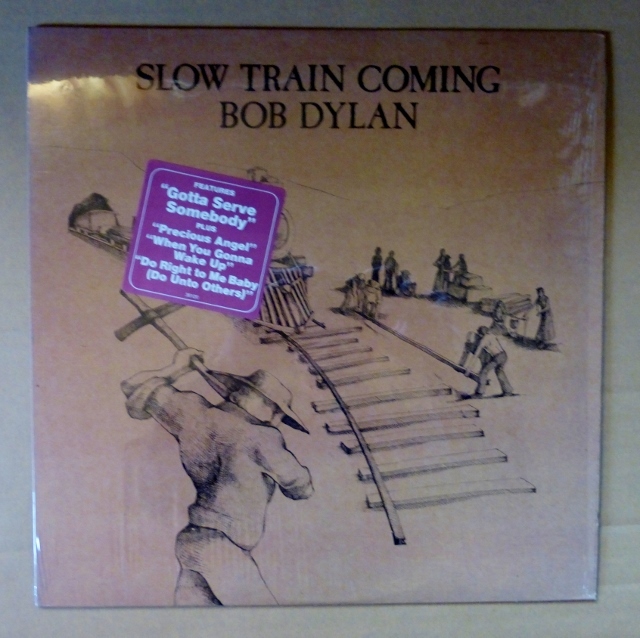 SLOW TRAIN COMING
BOB DYLAN
FEATURES
"Gotta Serve
Somebody"
PLUS
"Precious Angel"
"When You Gonna
Wake Up"
"Do Right to Me Baby
(Do Unto Others)"